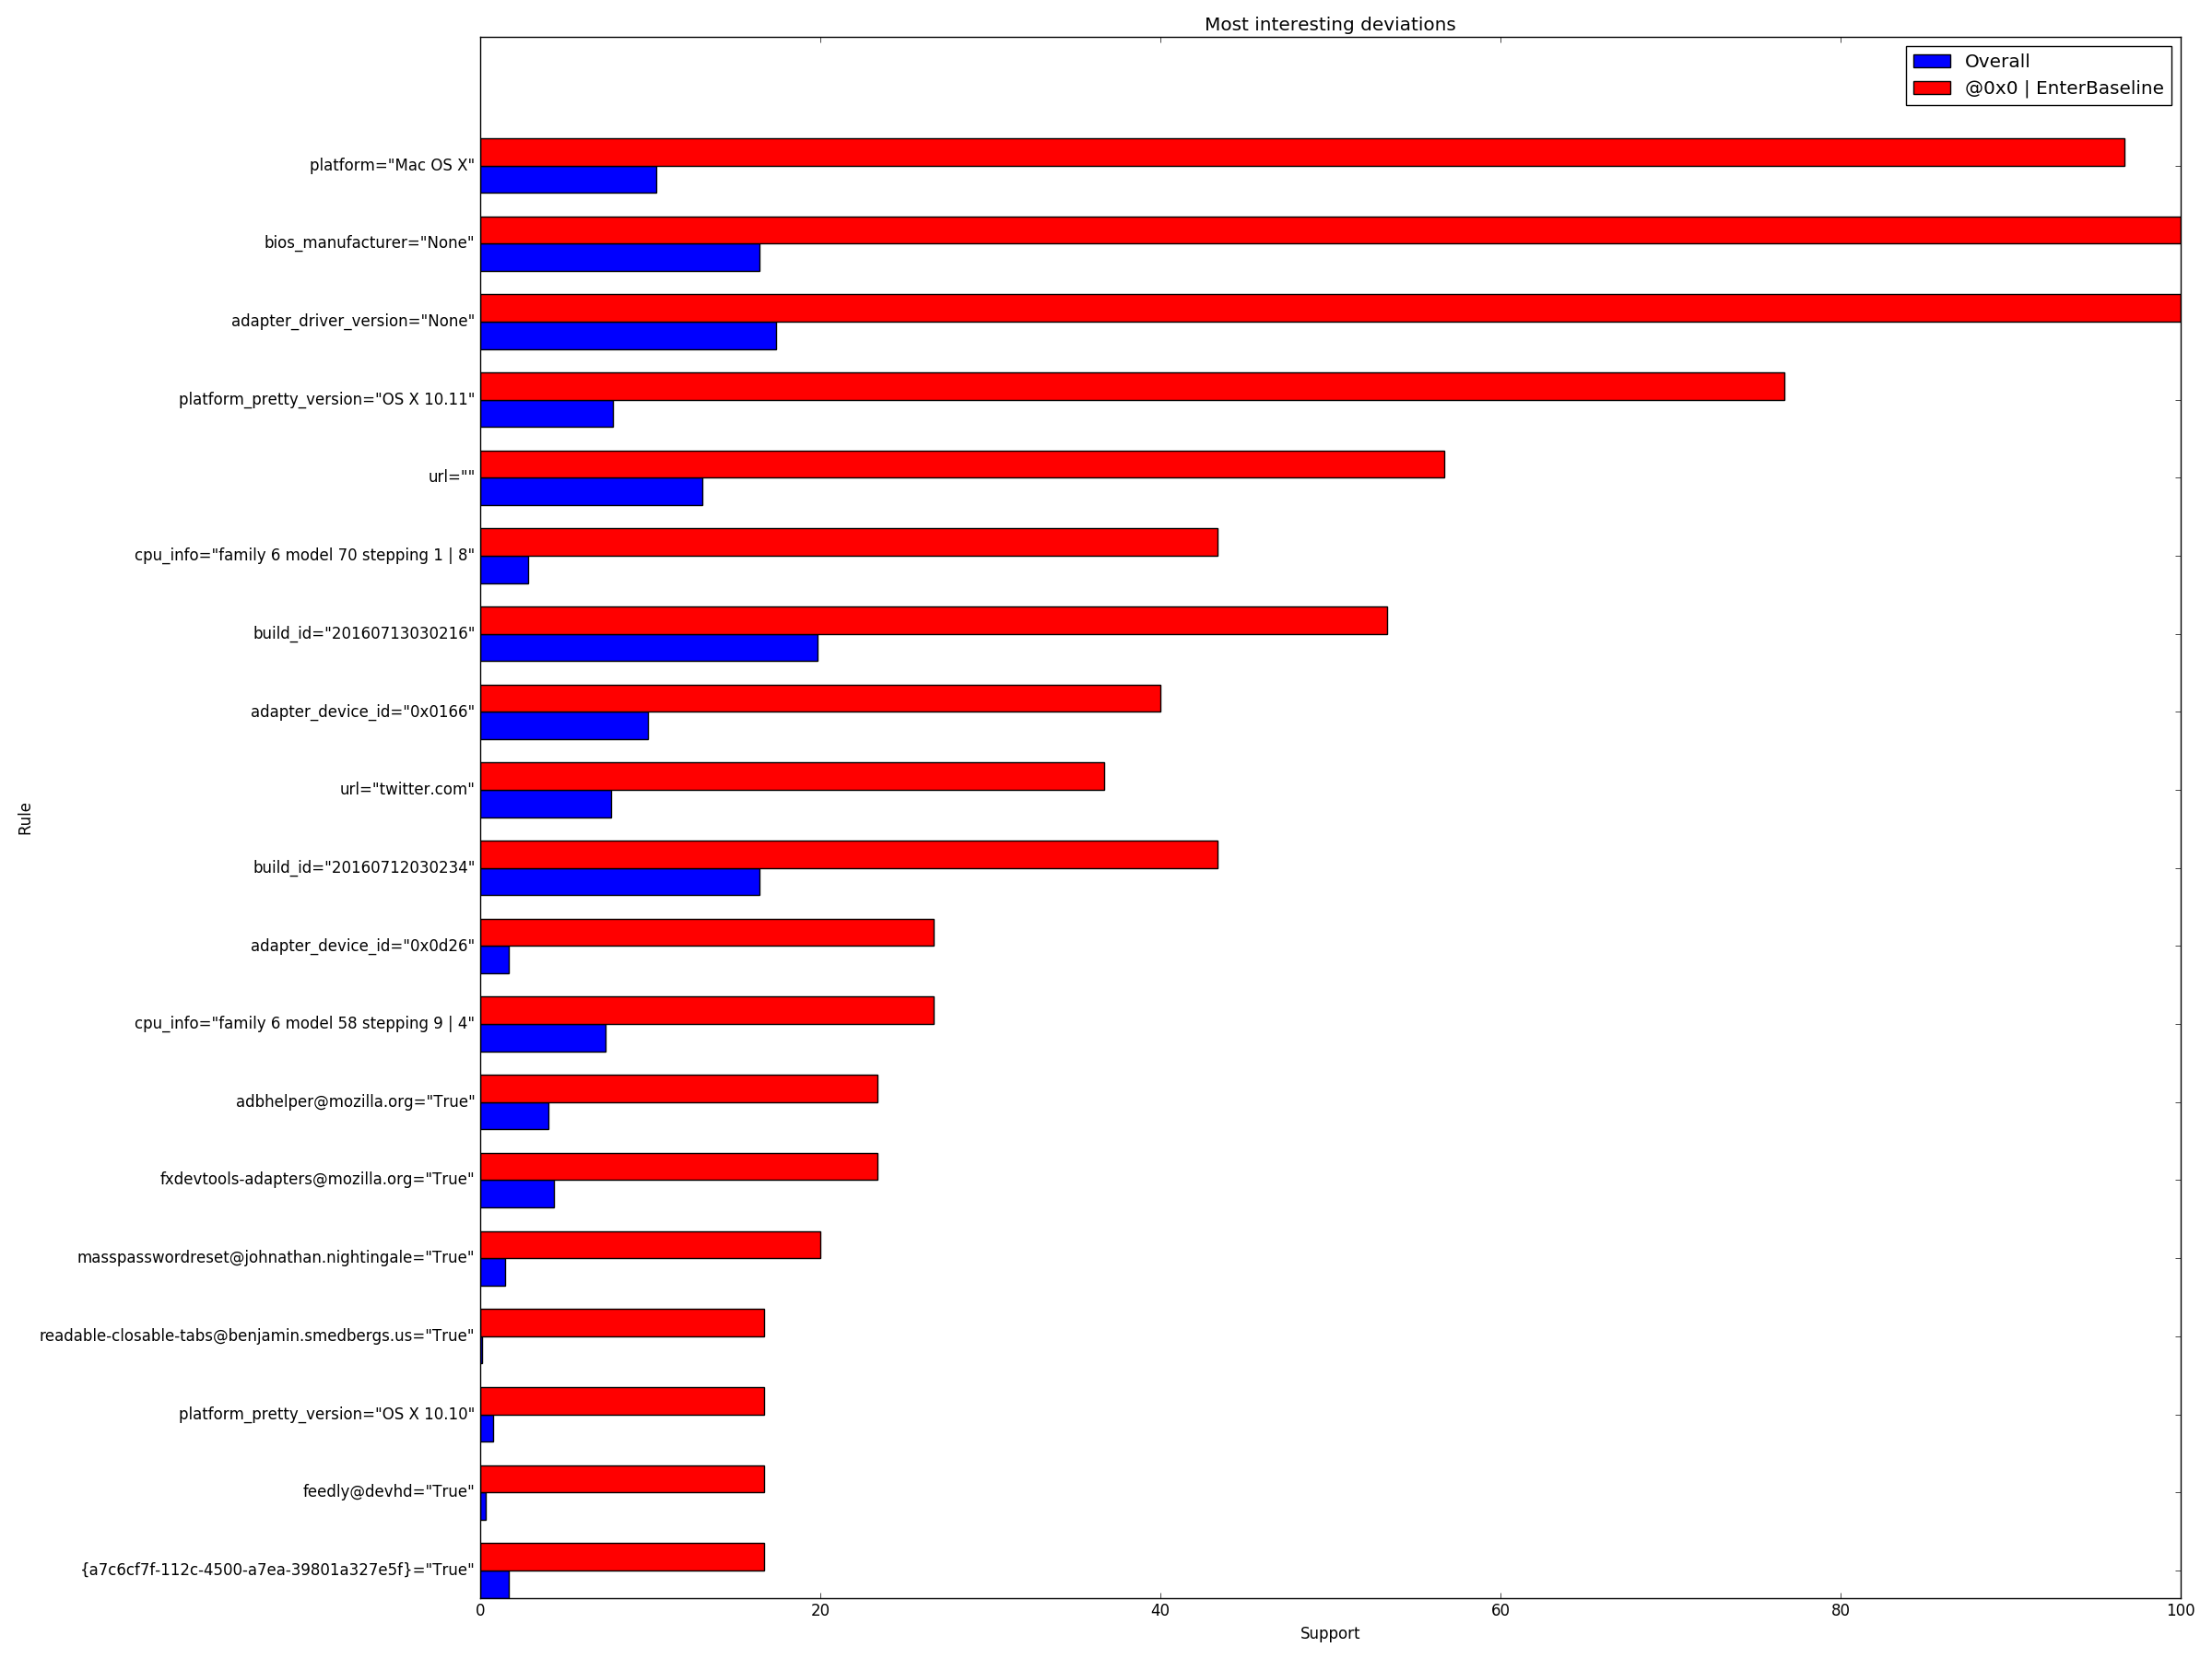 Most interesting deviations
Overall
@0x0 | EnterBaseline
platform="Mac OS X"
bios_manufacturer="None"
adapter_driver_version="None"
platform_pretty_version="OS X 10.11"
url=""
cpu_info="family 6 model 70 stepping 1 | 8"
build_id="20160713030216"
adapter_device_id="0x0166"
url="twitter.com"
Rule
build_id="20160712030234"
adapter_device_id="0x0d26"
cpu_info="family 6 model 58 stepping 9 | 4"
adbhelper@mozilla.org="True"
fxdevtools-adapters@mozilla.org="True"
masspasswordreset@johnathan.nightingale="True"
readable-closable-tabs@benjamin.smedbergs.us="True"
platform_pretty_version="OS X 10.10"
feedly@devhd="True"
{a7c6cf7f-112c-4500-a7ea-39801a327e5f}="True"
0 20 40 60 80 100
Support